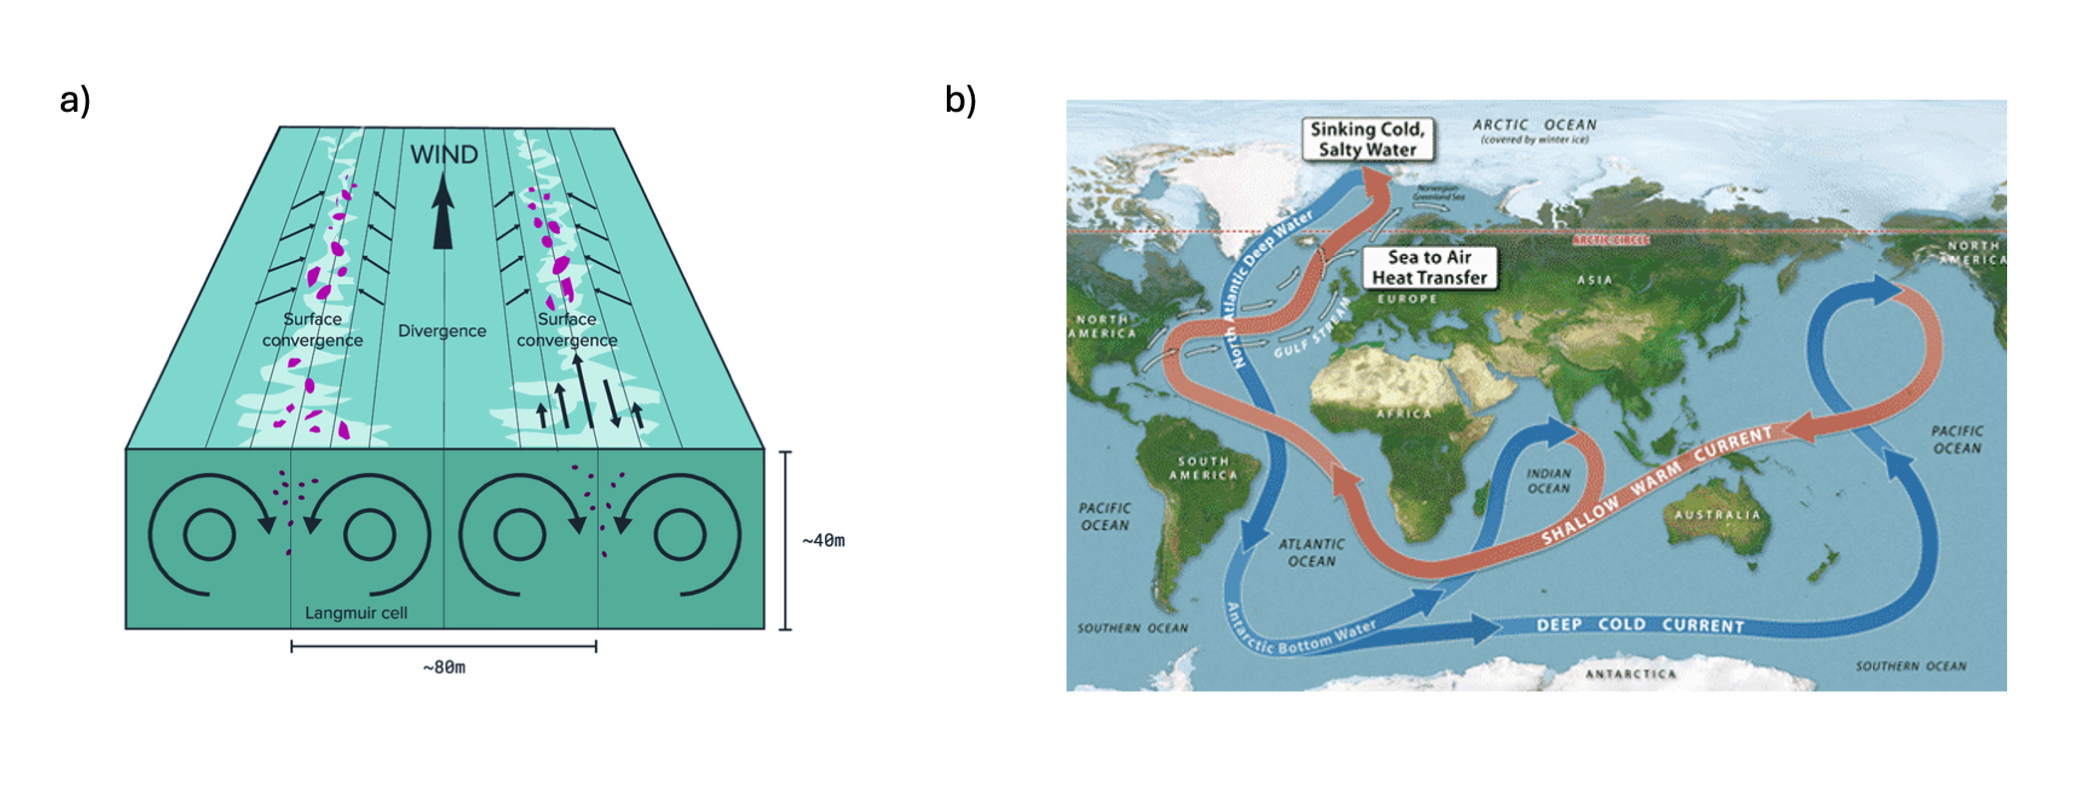 a)
WIND
Surface
convergence
Divergence
Surface
convergence
Langmuir cell
~40m
~80m
b)
Sinking Cold,
Salty Water
ARCTIC OCEAN
(covered by winter ice)
Norwegian-
Greenland Sea
North Atlantic Deep Water
ARCTIC CIRCLE
NORTH
AMERICA
Sea to Air
Heat Transfer
EUROPE
ASIA
NORTH
AMERICA
GULF STREAM
AFRICA
SOUTH
AMERICA
PACIFIC
OCEAN
INDIAN
OCEAN
SHALLOW WARM CURRENT
PACIFIC
OCEAN
AUSTRALIA
ATLANTIC
OCEAN
SOUTHERN OCEAN
Antarctic Bottom Water
DEEP COLD CURRENT
ANTARCTICA
SOUTHERN OCEAN